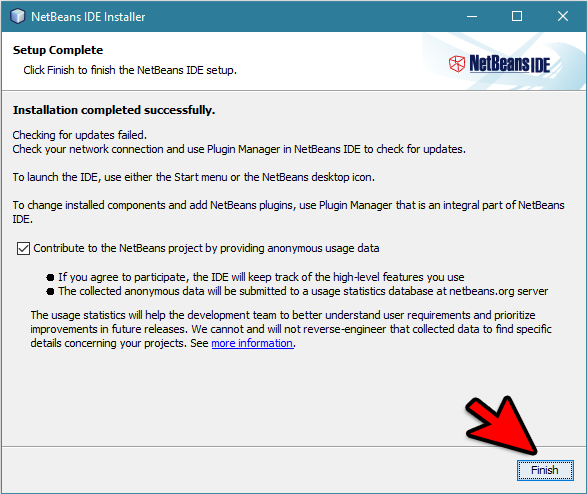 NetBeans IDE Installer
Setup Complete
Click Finish to finish the NetBeans IDE setup.
NetBeans IDE
Installation completed successfully.
Checking for updates failed.
Check your network connection and use Plugin Manager in NetBeans IDE to check for updates.
To launch the IDE, use either the Start menu or the NetBeans desktop icon.
To change installed components and add NetBeans plugins, use Plugin Manager that is an integral part of NetBeans
IDE.
Contribute to the NetBeans project by providing anonymous usage data
● If you agree to participate, the IDE will keep track of the high-level features you use
● The collected anonymous data will be submitted to a usage statistics database at netbeans.org server
The usage statistics will help the development team to better understand user requirements and prioritize
improvements in future releases. We cannot and will not reverse-engineer that collected data to find specific
details concerning your projects. See more information.
Finish